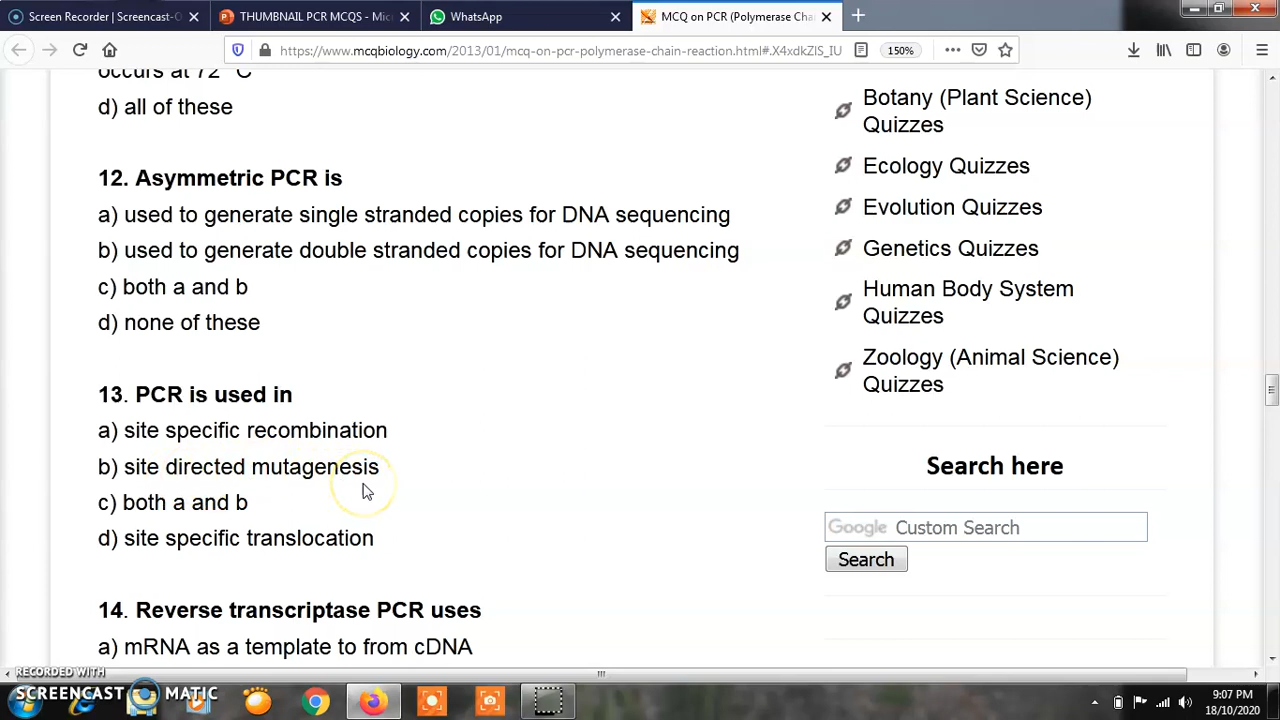 Screen Recorder | Screencast-O
THUMBNAIL PCR MCQS - Mic
WhatsApp
MCQ on PCR (Polymerase Cha
https://www.mcqbiology.com/2013/01/mcq-on-pcr-polymerase-chain-reaction.html#.X4xdkZIS_IU
150%
occurs at 72 °C
d) all of these
12. Asymmetric PCR is
a) used to generate single stranded copies for DNA sequencing
b) used to generate double stranded copies for DNA sequencing
c) both a and b
d) none of these
13. PCR is used in
a) site specific recombination
b) site directed mutagenesis
c) both a and b
d) site specific translocation
14. Reverse transcriptase PCR uses
a) mRNA as a template to from cDNA
Botany (Plant Science)
Quizzes
Ecology Quizzes
Evolution Quizzes
Genetics Quizzes
Human Body System
Quizzes
Zoology (Animal Science)
Quizzes
Search here
Google Custom Search
Search
RECORDED WITH
SCREENCAST MATIC
9:07 PM
18/10/2020